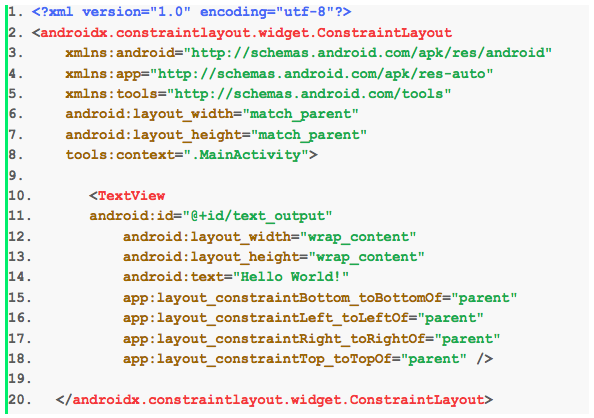 1. <?xml version="1.0" encoding="utf-8"?>
2. <androidx.constraintlayout.widget.ConstraintLayout
3.     xmlns:android="http://schemas.android.com/apk/res/android"
4.     xmlns:app="http://schemas.android.com/apk/res-auto"
5.     xmlns:tools="http://schemas.android.com/tools"
6.     android:layout_width="match_parent"
7.     android:layout_height="match_parent"
8.     tools:context=".MainActivity">
9.
10.        <TextView
11.        android:id="@+id/text_output"
12.            android:layout_width="wrap_content"
13.            android:layout_height="wrap_content"
14.            android:text="Hello World!"
15.            app:layout_constraintBottom_toBottomOf="parent"
16.            app:layout_constraintLeft_toLeftOf="parent"
17.            app:layout_constraintRight_toRightOf="parent"
18.            app:layout_constraintTop_toTopOf="parent" />
19.
20.    </androidx.constraintlayout.widget.ConstraintLayout>